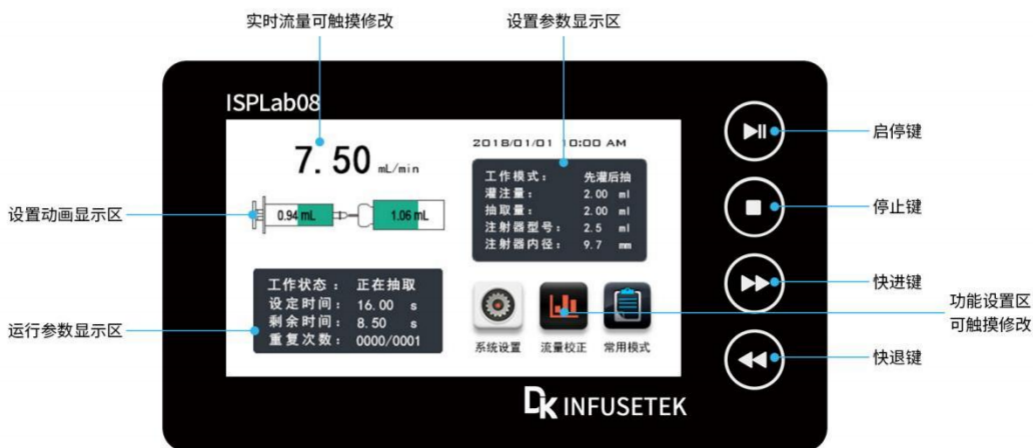 实时流量可触摸修改
设置参数显示区
ISPLab08
7.50 mL/min
2018/01/01 10:00 AM
设置动画显示区
0.94 mL
1.06 mL
工作模式： 先灌后抽
灌注量： 2.00 ml
抽取量： 2.00 ml
注射器型号： 2.5 ml
注射器内径： 9.7 mm
运行参数显示区
工作状态： 正在抽取
设定时间： 16.00 s
剩余时间： 8.50 s
重复次数： 0000/0001
系统设置
流量校正
常用模式
启停键
停止键
快进键
功能设置区
可触摸修改
快退键
DK INFUSETEK